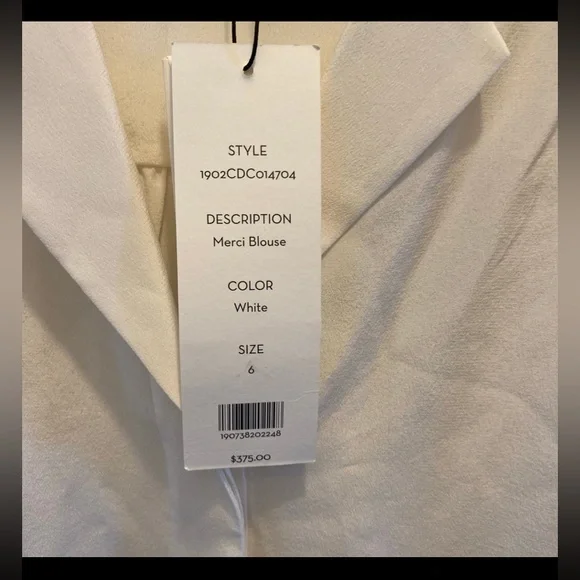 STYLE
1902CDC014704
DESCRIPTION
Merci Blouse
COLOR
White
SIZE
6
190738202248
$375.00